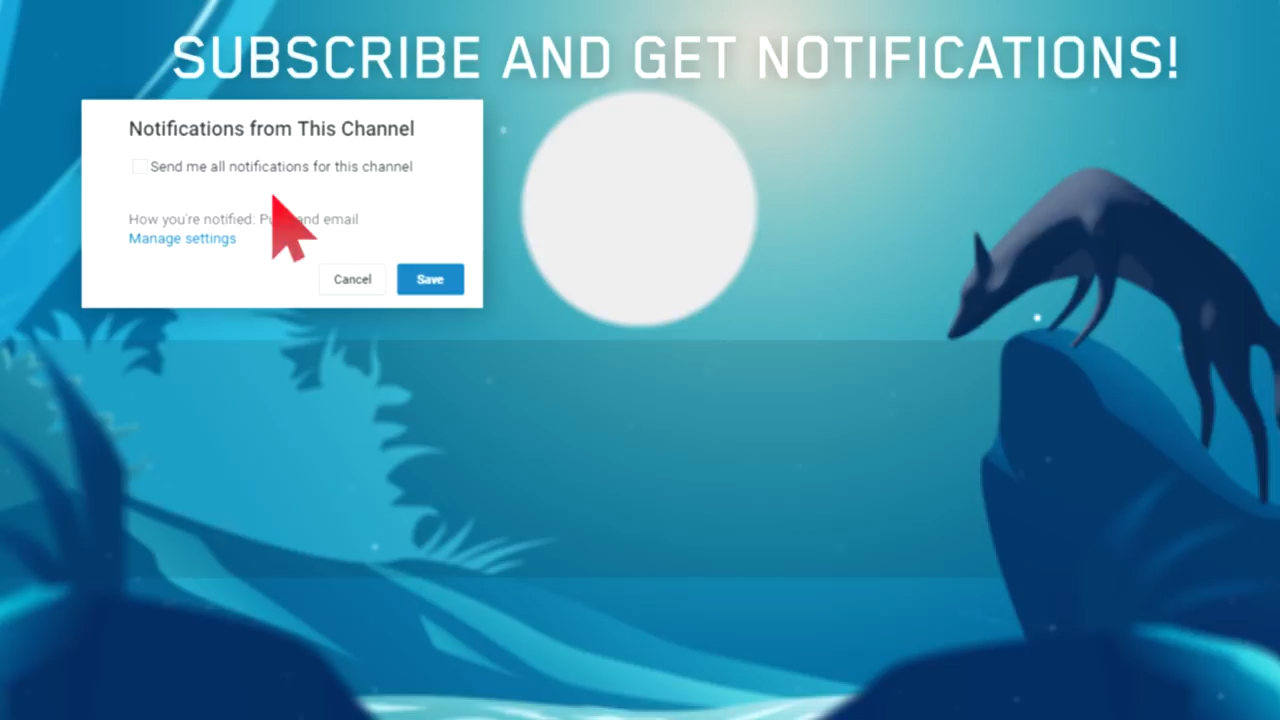 SUBSCRIBE AND GET NOTIFICATIONS!
Notifications from This Channel
Send me all notifications for this channel
How you're notified: and email
Manage settings
Cancel
Save